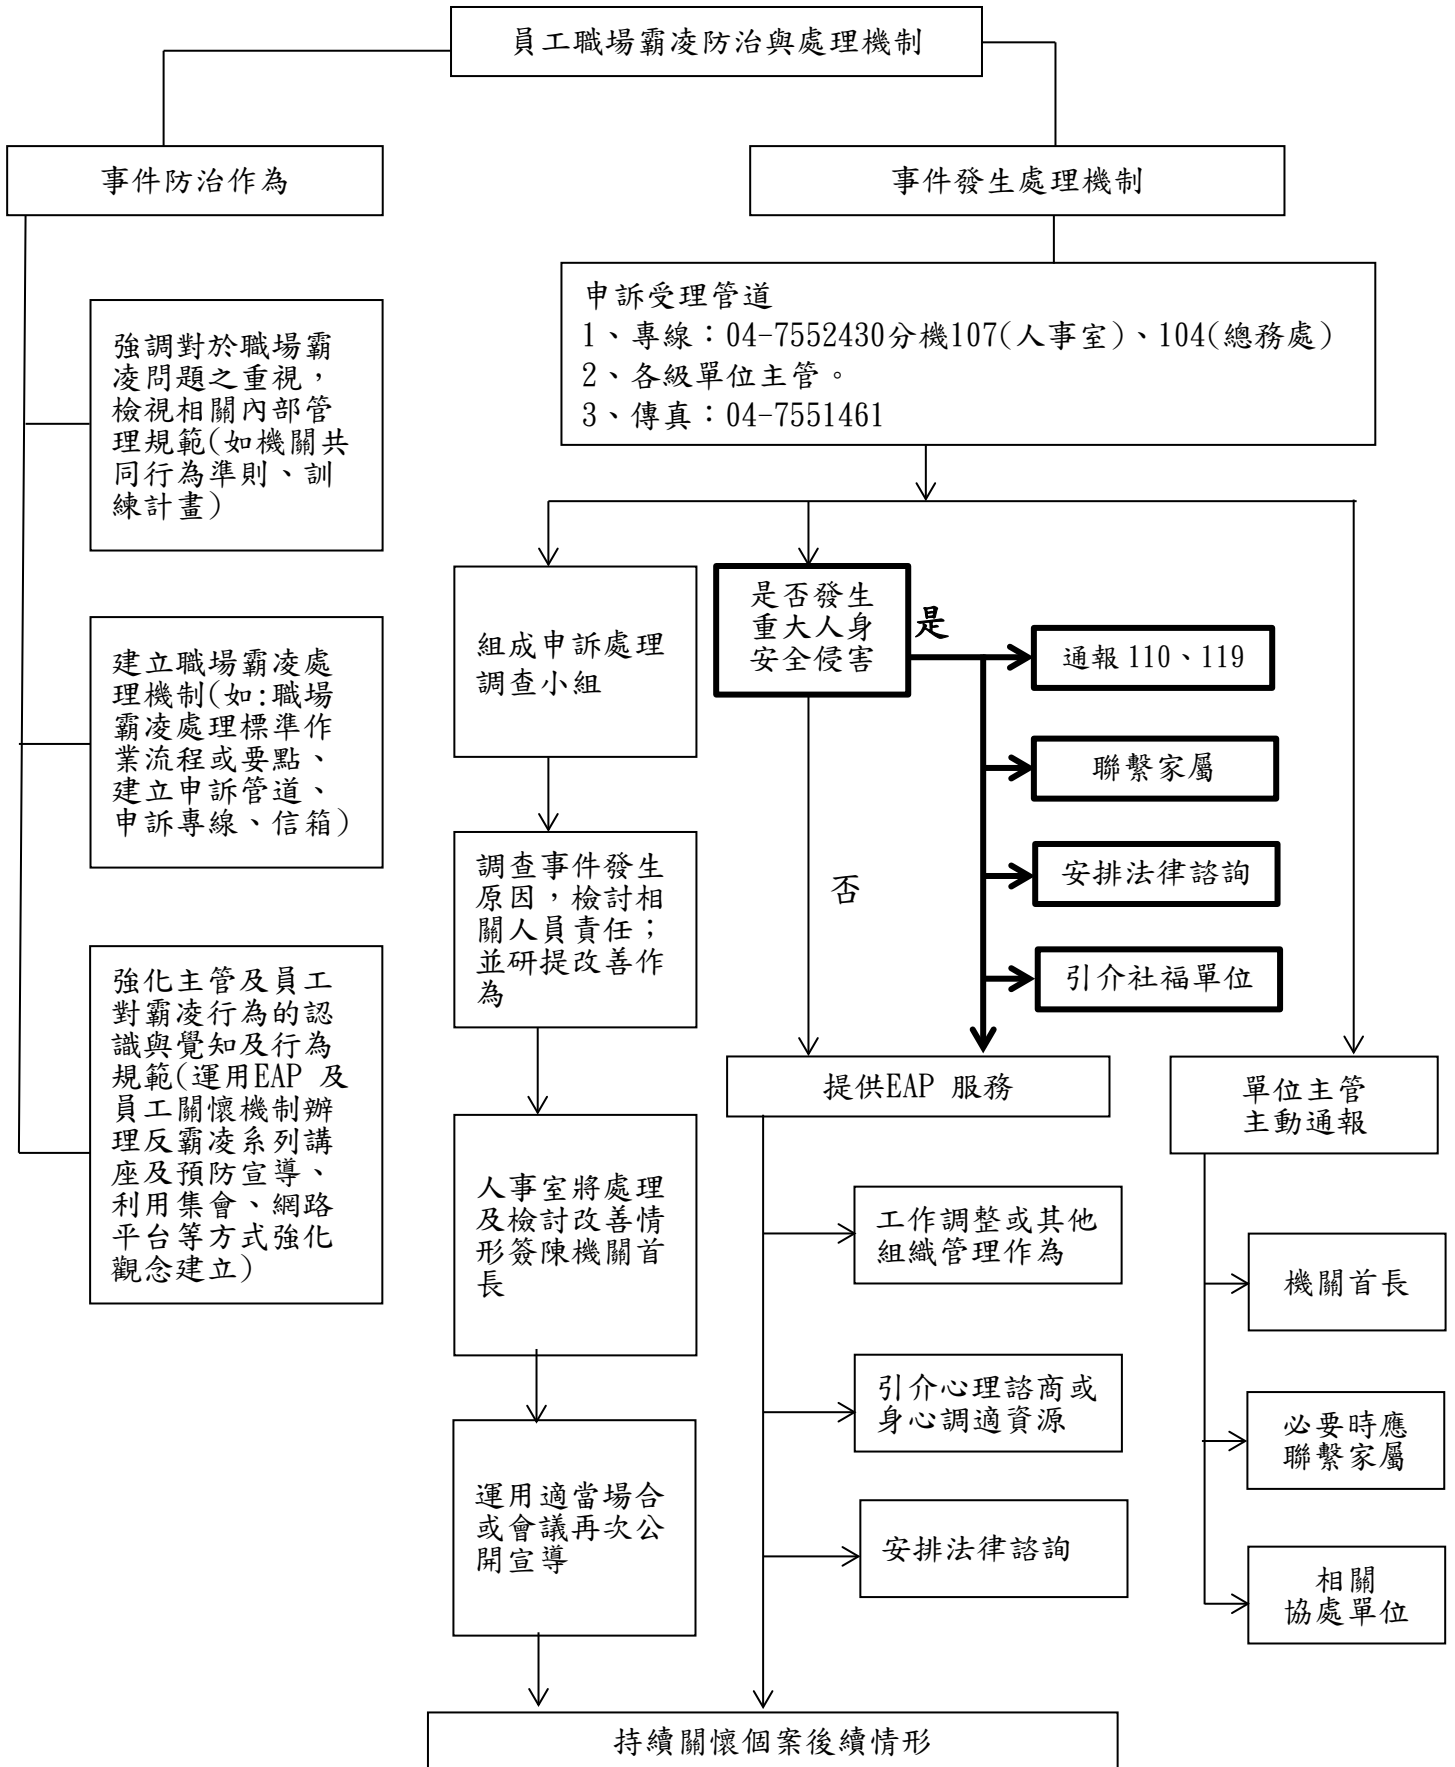 員工職場霸凌防治與處理機制
事件防治作為
事件發生處理機制
強調對於職場霸
凌問題之重視，
檢視相關內部管
理規範(如機關共
同行為準則、訓
練計畫)
建立職場霸凌處
理機制(如:職場
霸凌處理標準作
業流程或要點、
建立申訴管道、
申訴專線、信箱)
強化主管及員工
對霸凌行為的認
識與覺知及行為
規範(運用EAP 及
員工關懷機制辦
理反霸凌系列講
座及預防宣導、
利用集會、網路
平台等方式強化
觀念建立)
申訴受理管道
1、專線：04-7552430分機107(人事室)、104(總務處)
2、各級單位主管。
3、傳真：04-7551461
組成申訴處理
調查小組
調查事件發生
原因，檢討相
關人員責任；
並研提改善作
為
人事室將處理
及檢討改善情
形簽陳機關首
長
運用適當場合
或會議再次公
開宣導
是否發生
重大人身
安全侵害
是
否
通報 110、119
聯繫家屬
安排法律諮詢
引介社福單位
提供EAP 服務
工作調整或其他
組織管理作為
引介心理諮商或
身心調適資源
安排法律諮詢
單位主管
主動通報
機關首長
必要時應
聯繫家屬
相關
協處單位
持續關懷個案後續情形